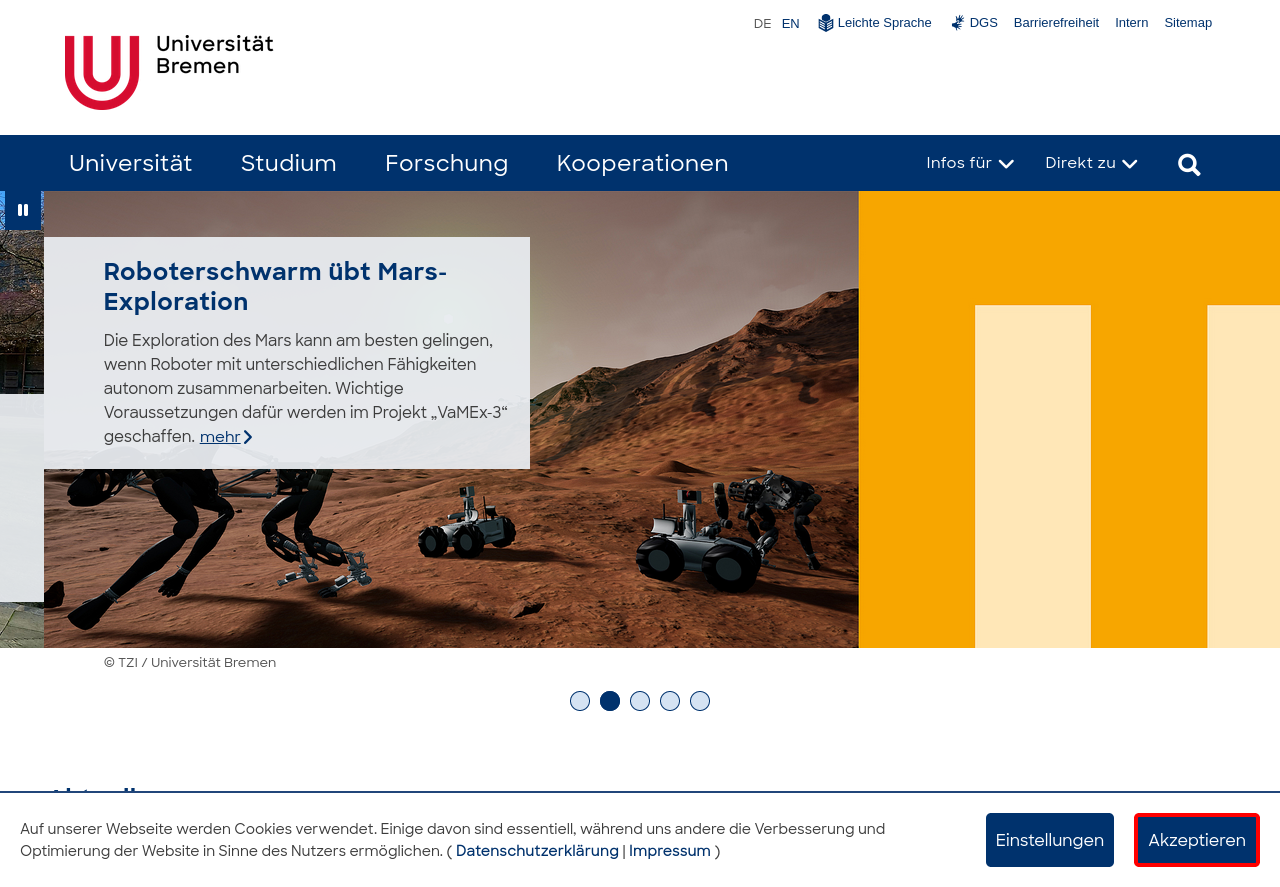 DE EN Leichte Sprache DGS Barrierefreiheit Intern Sitemap
Universität
Bremen
Universität Studium Forschung Kooperationen Infos für Direkt zu
Roboterschwarm übt Mars-
Exploration
Die Exploration des Mars kann am besten gelingen,
wenn Roboter mit unterschiedlichen Fähigkeiten
autonom zusammenarbeiten. Wichtige
Voraussetzungen dafür werden im Projekt „VaMEx-3“
geschaffen. mehr
© TZI / Universität Bremen
Auf unserer Webseite werden Cookies verwendet. Einige davon sind essentiell, während uns andere die Verbesserung und
Optimierung der Website in Sinne des Nutzers ermöglichen. ( Datenschutzerklärung | Impressum )
Einstellungen
Akzeptieren